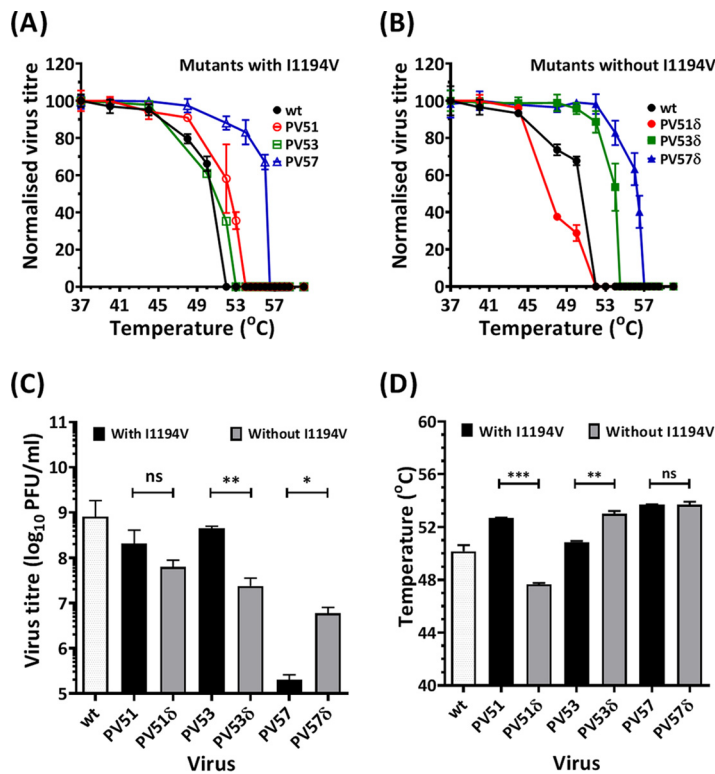 (A)
Mutants with I1194V
wt
PV51
PV53
PV57
Normalised virus titre
120
100
80
60
40
20
0
37 41 45 49 53 57
Temperature (°C)
(B)
Mutants without I1194V
wt
PV51δ
PV53δ
PV57δ
Normalised virus titre
120
100
80
60
40
20
0
37 41 45 49 53 57
Temperature (°C)
(C)
With I1194V Without I1194V
ns ** *
Virus titre (log10 PFU/ml)
11
10
9
8
7
6
5
wt PV51 PV51δ PV53 PV53δ PV57 PV57δ
Virus
(D)
With I1194V Without I1194V
*** ** ns
Temperature (°C)
60
56
52
48
44
40
wt PV51 PV51δ PV53 PV53δ PV57 PV57δ
Virus